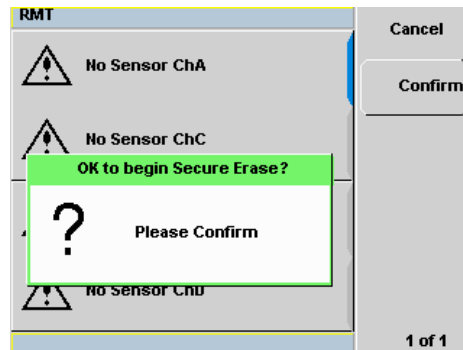 RMT
Cancel
No Sensor ChA
Confirm
No Sensor ChC
OK to begin Secure Erase?
Please Confirm
No Sensor ChD
1 of 1